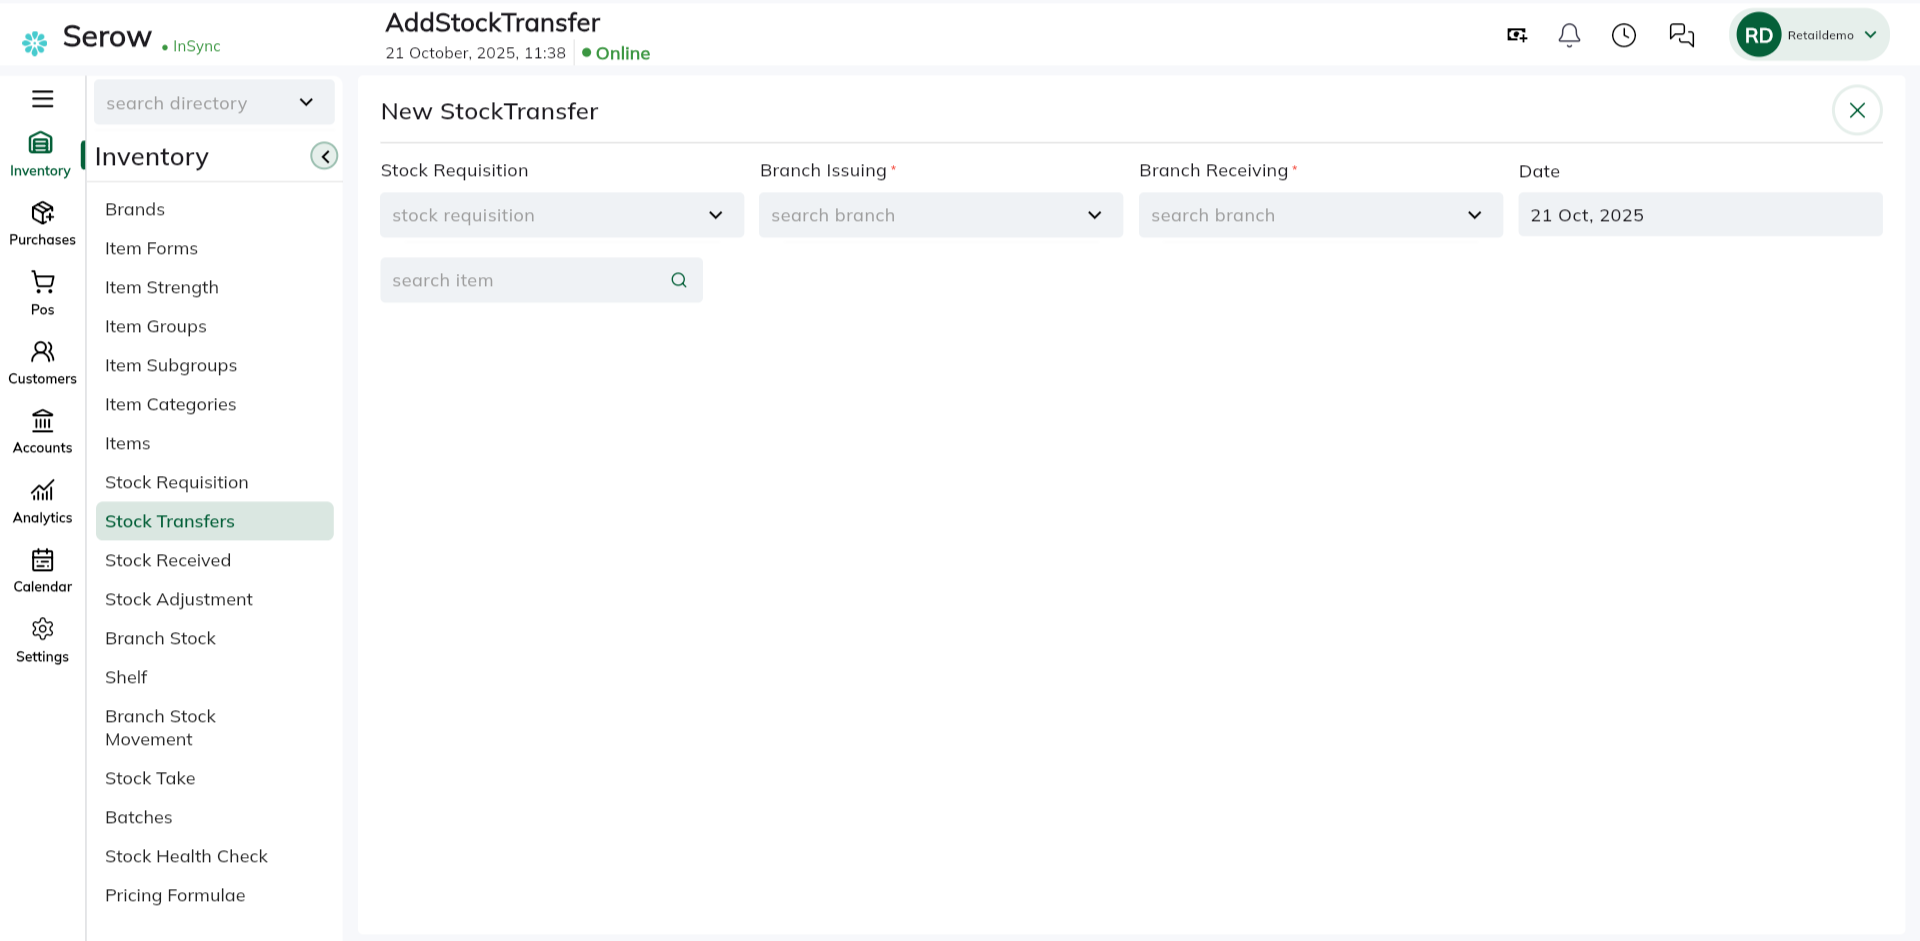 Serow
InSync
AddStockTransfer
21 October, 2025, 11:38
Online
RD
Retaildemo
Inventory
Purchases
Pos
Customers
Accounts
Analytics
Calendar
Settings
search directory
Inventory
Brands
Item Forms
Item Strength
Item Groups
Item Subgroups
Item Categories
Items
Stock Requisition
Stock Transfers
Stock Received
Stock Adjustment
Branch Stock
Shelf
Branch Stock
Movement
Stock Take
Batches
Stock Health Check
Pricing Formulae
New StockTransfer
Stock Requisition
stock requisition
Branch Issuing *
search branch
Branch Receiving *
search branch
Date
21 Oct, 2025
search item